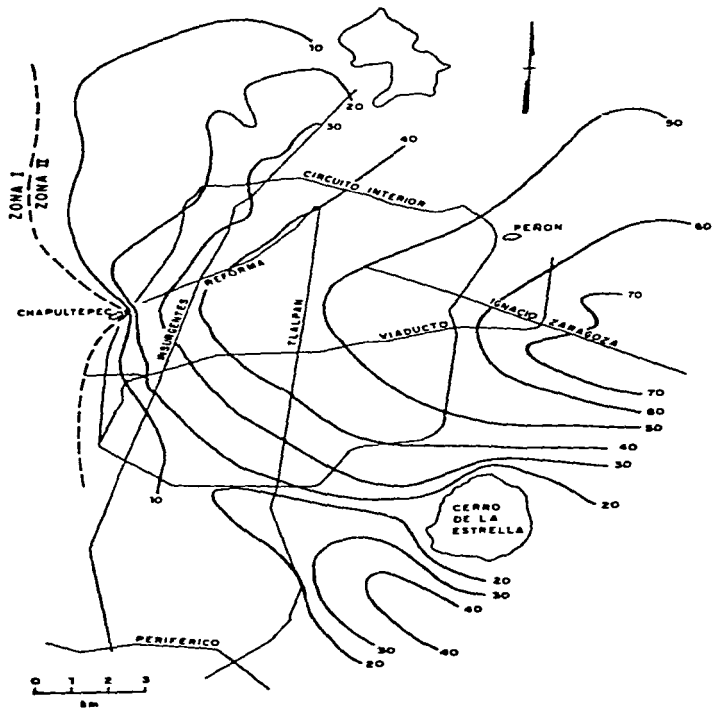 10
20
30
40
50
ZONA I
ZONA II
CIRCUITO INTERIOR
PEÑON
60
REFORMA
CHAPULTEPEC
INSURGENTES
TLALPAN
VIADUCTO
IGNACIO ZARAGOZA
70
70
60
50
40
30
20
10
CERRO
DE LA
ESTRELLA
20
30
40
PERIFERICO
30
40
20
0 1 2 3
km